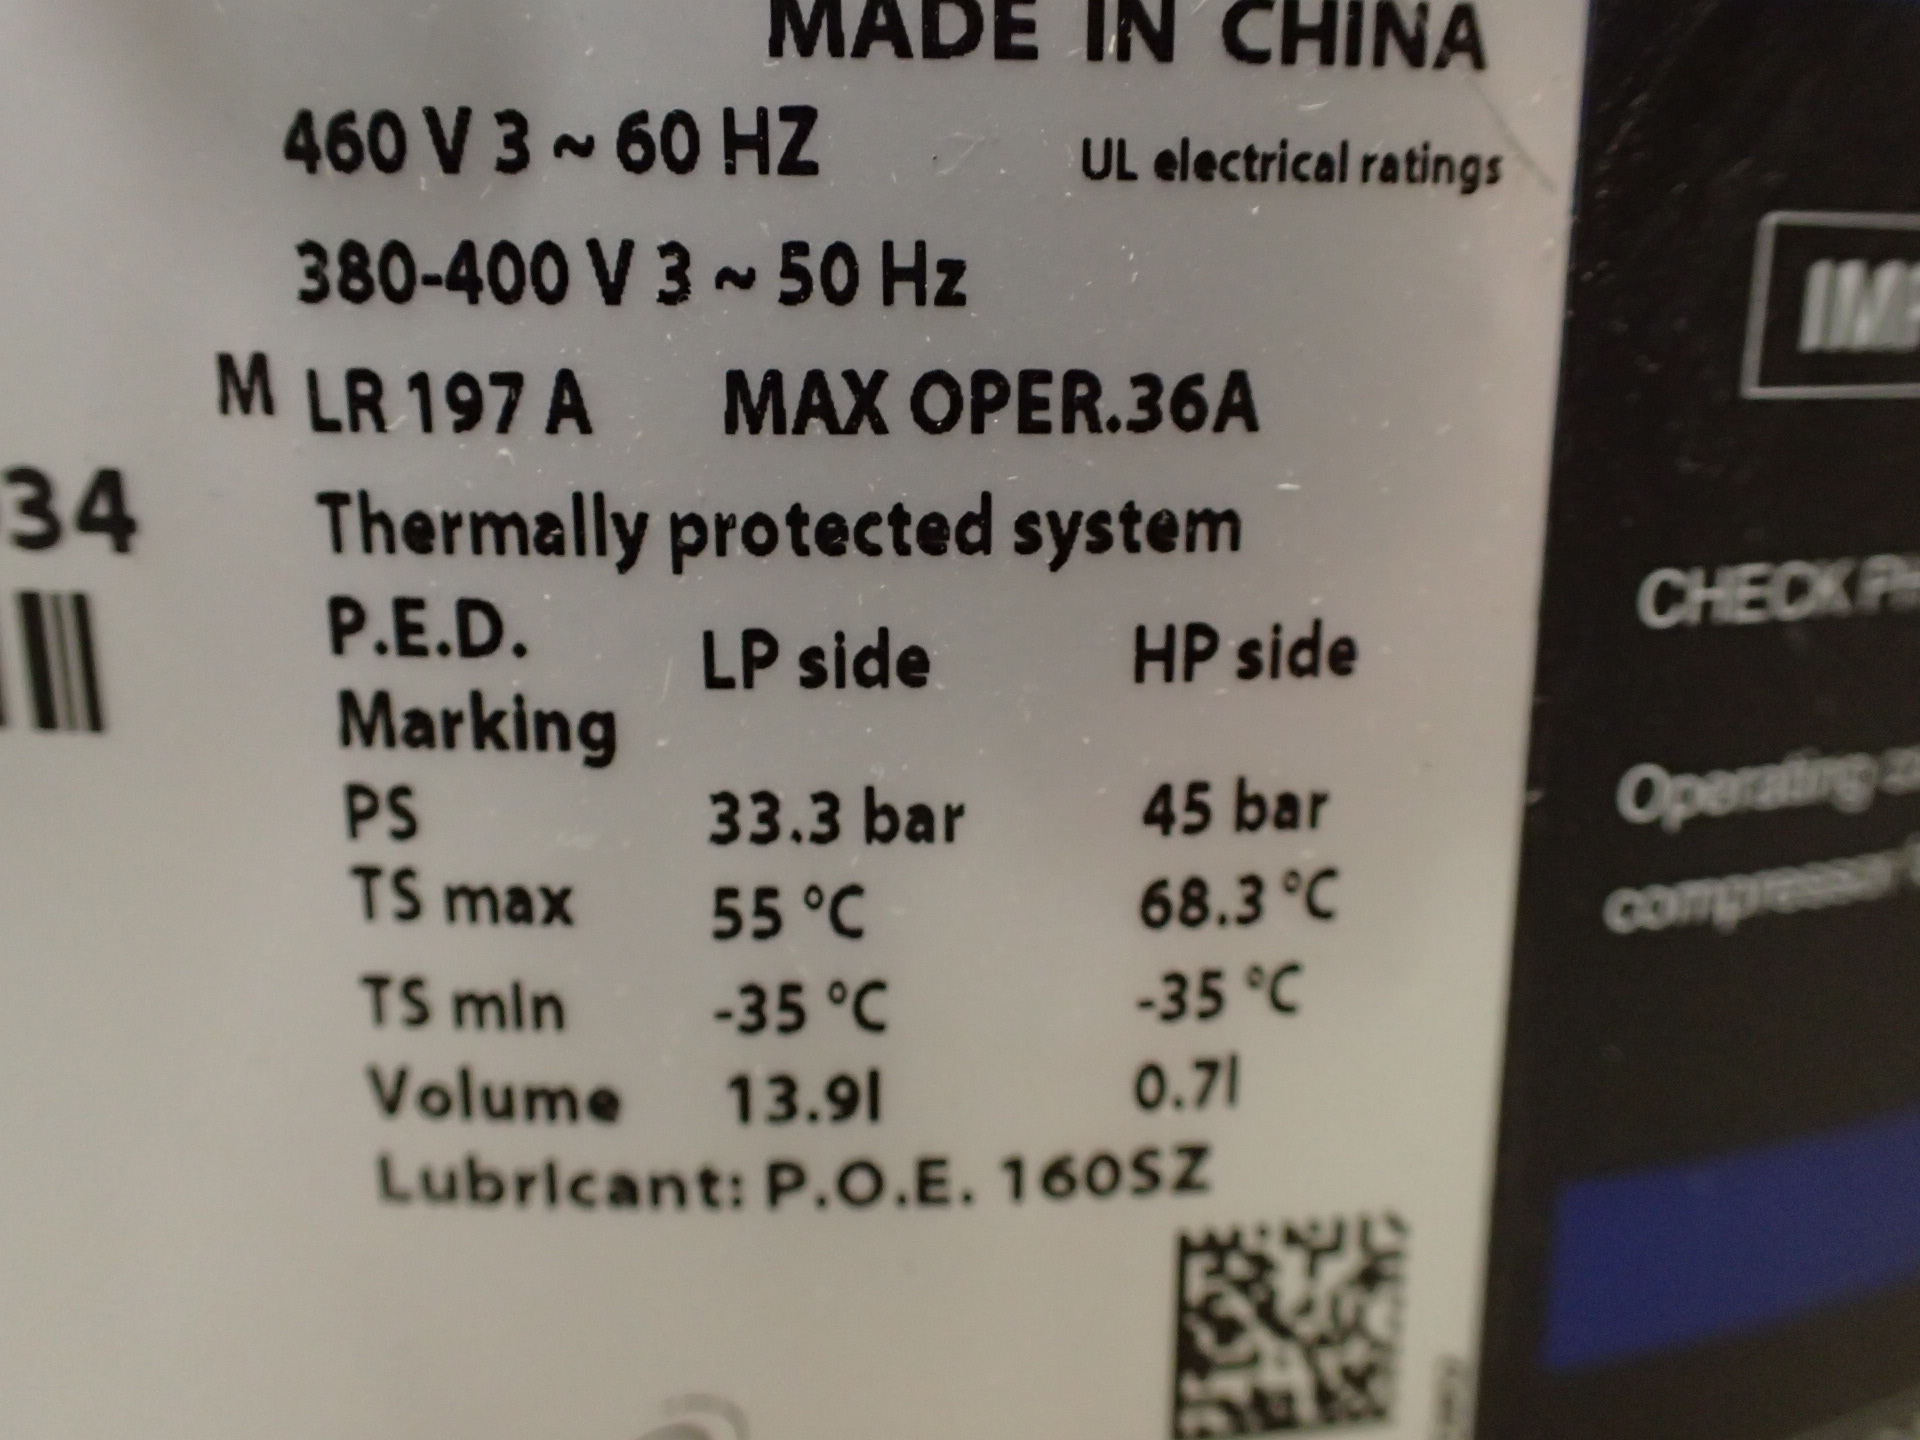 MADE IN CHINA
460 V 3 ~ 60 HZ UL electrical ratings
380-400 V 3 ~ 50 Hz
M LR 197 A MAX OPER.36A
34
Thermally protected system
P.E.D. LP side HP side
Marking
PS 33.3 bar 45 bar
TS max 55 °C 68.3 °C
TS min -35 °C -35 °C
Volume 13.9l 0.7l
Lubricant: P.O.E. 160SZ
CHECK
Operating
compressor